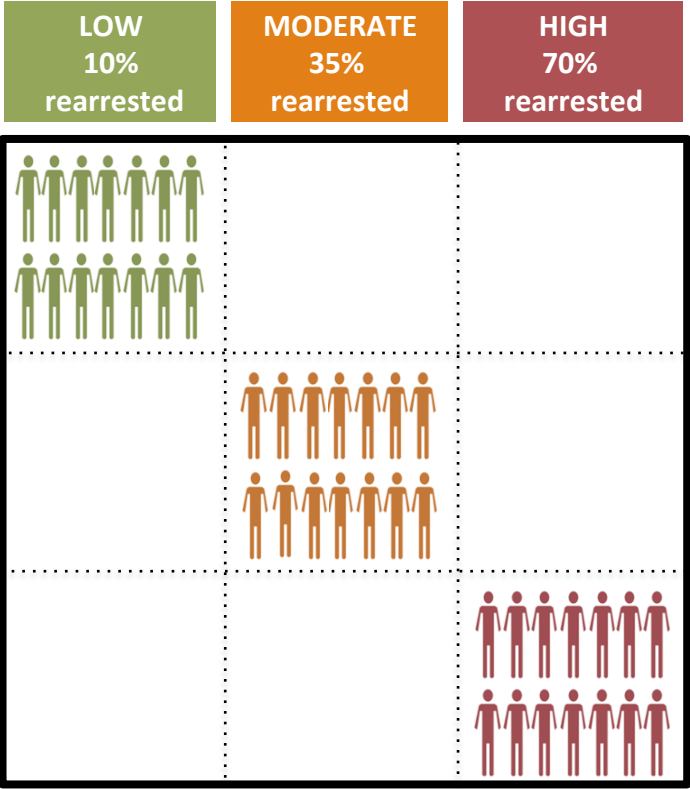 LOW
10%
rearrested
MODERATE
35%
rearrested
HIGH
70%
rearrested